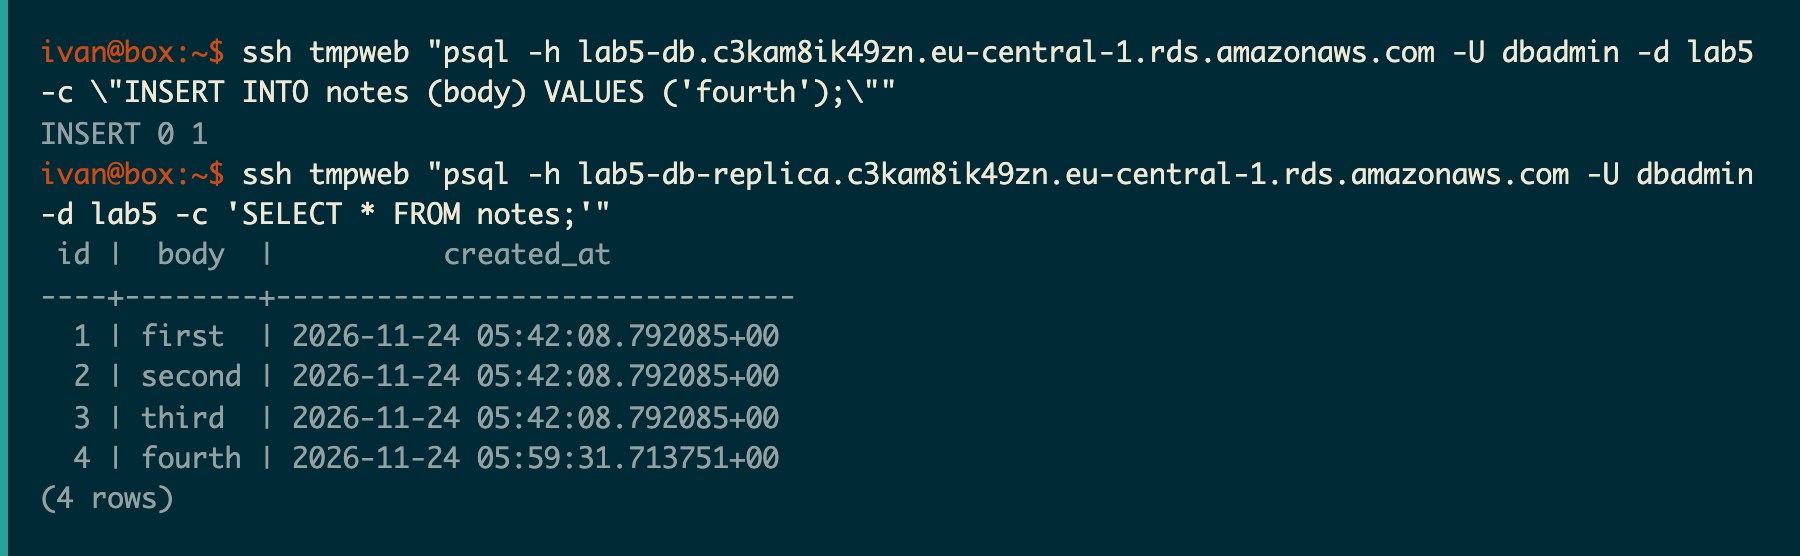 ivan@box:~$ ssh tmpweb "psql -h lab5-db.c3kam8ik49zn.eu-central-1.rds.amazonaws.com -U dbadmin -d lab5
-c \"INSERT INTO notes (body) VALUES ('fourth');\""
INSERT 0 1
ivan@box:~$ ssh tmpweb "psql -h lab5-db-replica.c3kam8ik49zn.eu-central-1.rds.amazonaws.com -U dbadmin
-d lab5 -c 'SELECT * FROM notes;'"
 id |  body  |          created_at
----+--------+-------------------------------
  1 | first  | 2026-11-24 05:42:08.792085+00
  2 | second | 2026-11-24 05:42:08.792085+00
  3 | third  | 2026-11-24 05:42:08.792085+00
  4 | fourth | 2026-11-24 05:59:31.713751+00
(4 rows)